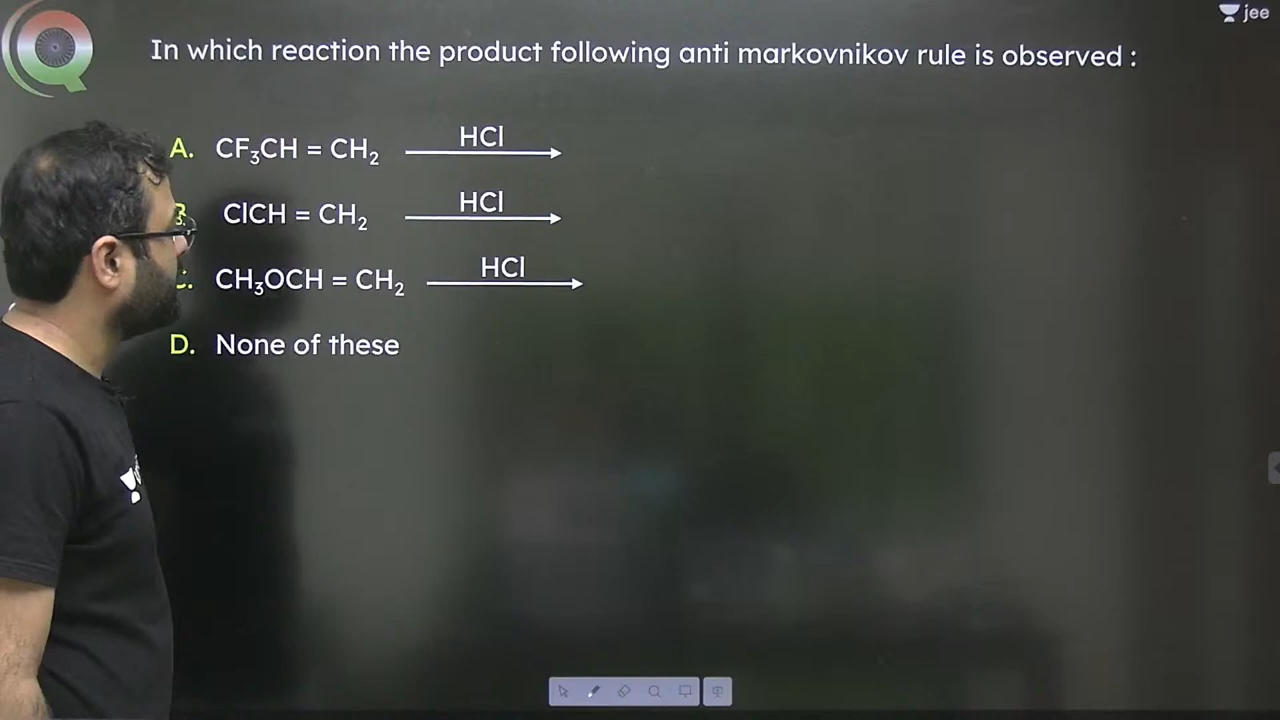 jee
In which reaction the product following anti markovnikov rule is observed :
A. CF₃CH = CH₂ HCl
ClCH = CH₂ HCl
C. CH₃OCH = CH₂ HCl
D. None of these